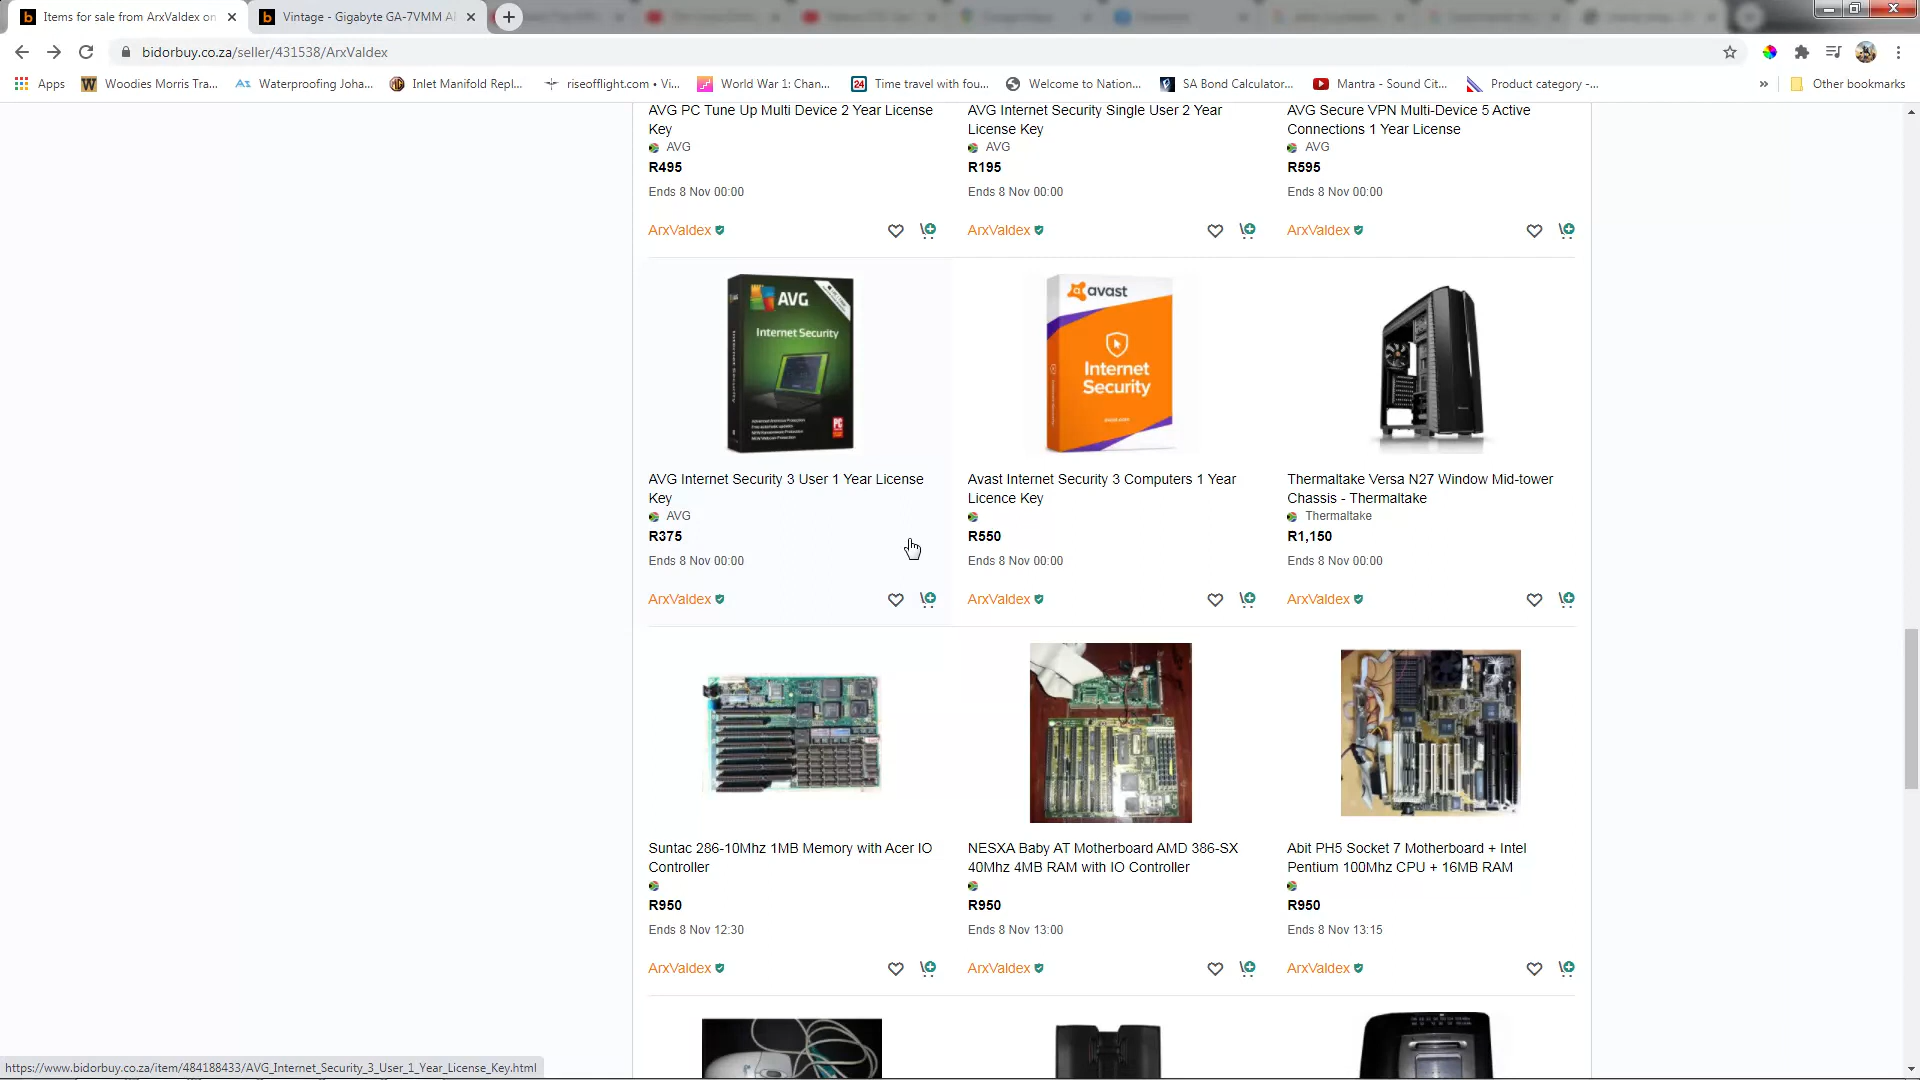 Items for sale from ArxValdex on
Vintage - Gigabyte GA-7VMM A
bidorbuy.co.za/seller/431538/ArxValdex
Apps
Woodies Morris Tra...
Waterproofing Joha...
Inlet Manifold Repl...
riseofflight.com • Vi...
World War 1: Chan...
24
Time travel with fou...
Welcome to Nation...
SA Bond Calculator...
Mantra - Sound Cit...
Product category -...
»
Other bookmarks
AVG PC Tune Up Multi Device 2 Year License
Key
AVG
R495
Ends 8 Nov 00:00
ArxValdex
AVG Internet Security Single User 2 Year
License Key
AVG
R195
Ends 8 Nov 00:00
ArxValdex
AVG Secure VPN Multi-Device 5 Active
Connections 1 Year License
AVG
R595
Ends 8 Nov 00:00
ArxValdex
AVG
Internet Security
Internet Security
PC
AVG Internet Security 3 User 1 Year License
Key
AVG
R375
Ends 8 Nov 00:00
ArxValdex
avast
Internet
Security
Avast Internet Security 3 Computers 1 Year
Licence Key
R550
Ends 8 Nov 00:00
ArxValdex
Thermaltake Versa N27 Window Mid-tower
Chassis - Thermaltake
Thermaltake
R1,150
Ends 8 Nov 00:00
ArxValdex
Suntac 286-10Mhz 1MB Memory with Acer IO
Controller
R950
Ends 8 Nov 12:30
ArxValdex
NESXA Baby AT Motherboard AMD 386-SX
40Mhz 4MB RAM with IO Controller
R950
Ends 8 Nov 13:00
ArxValdex
Abit PH5 Socket 7 Motherboard + Intel
Pentium 100Mhz CPU + 16MB RAM
R950
Ends 8 Nov 13:15
ArxValdex
https://www.bidorbuy.co.za/item/484188433/AVG_Internet_Security_3_User_1_Year_License_Key.html